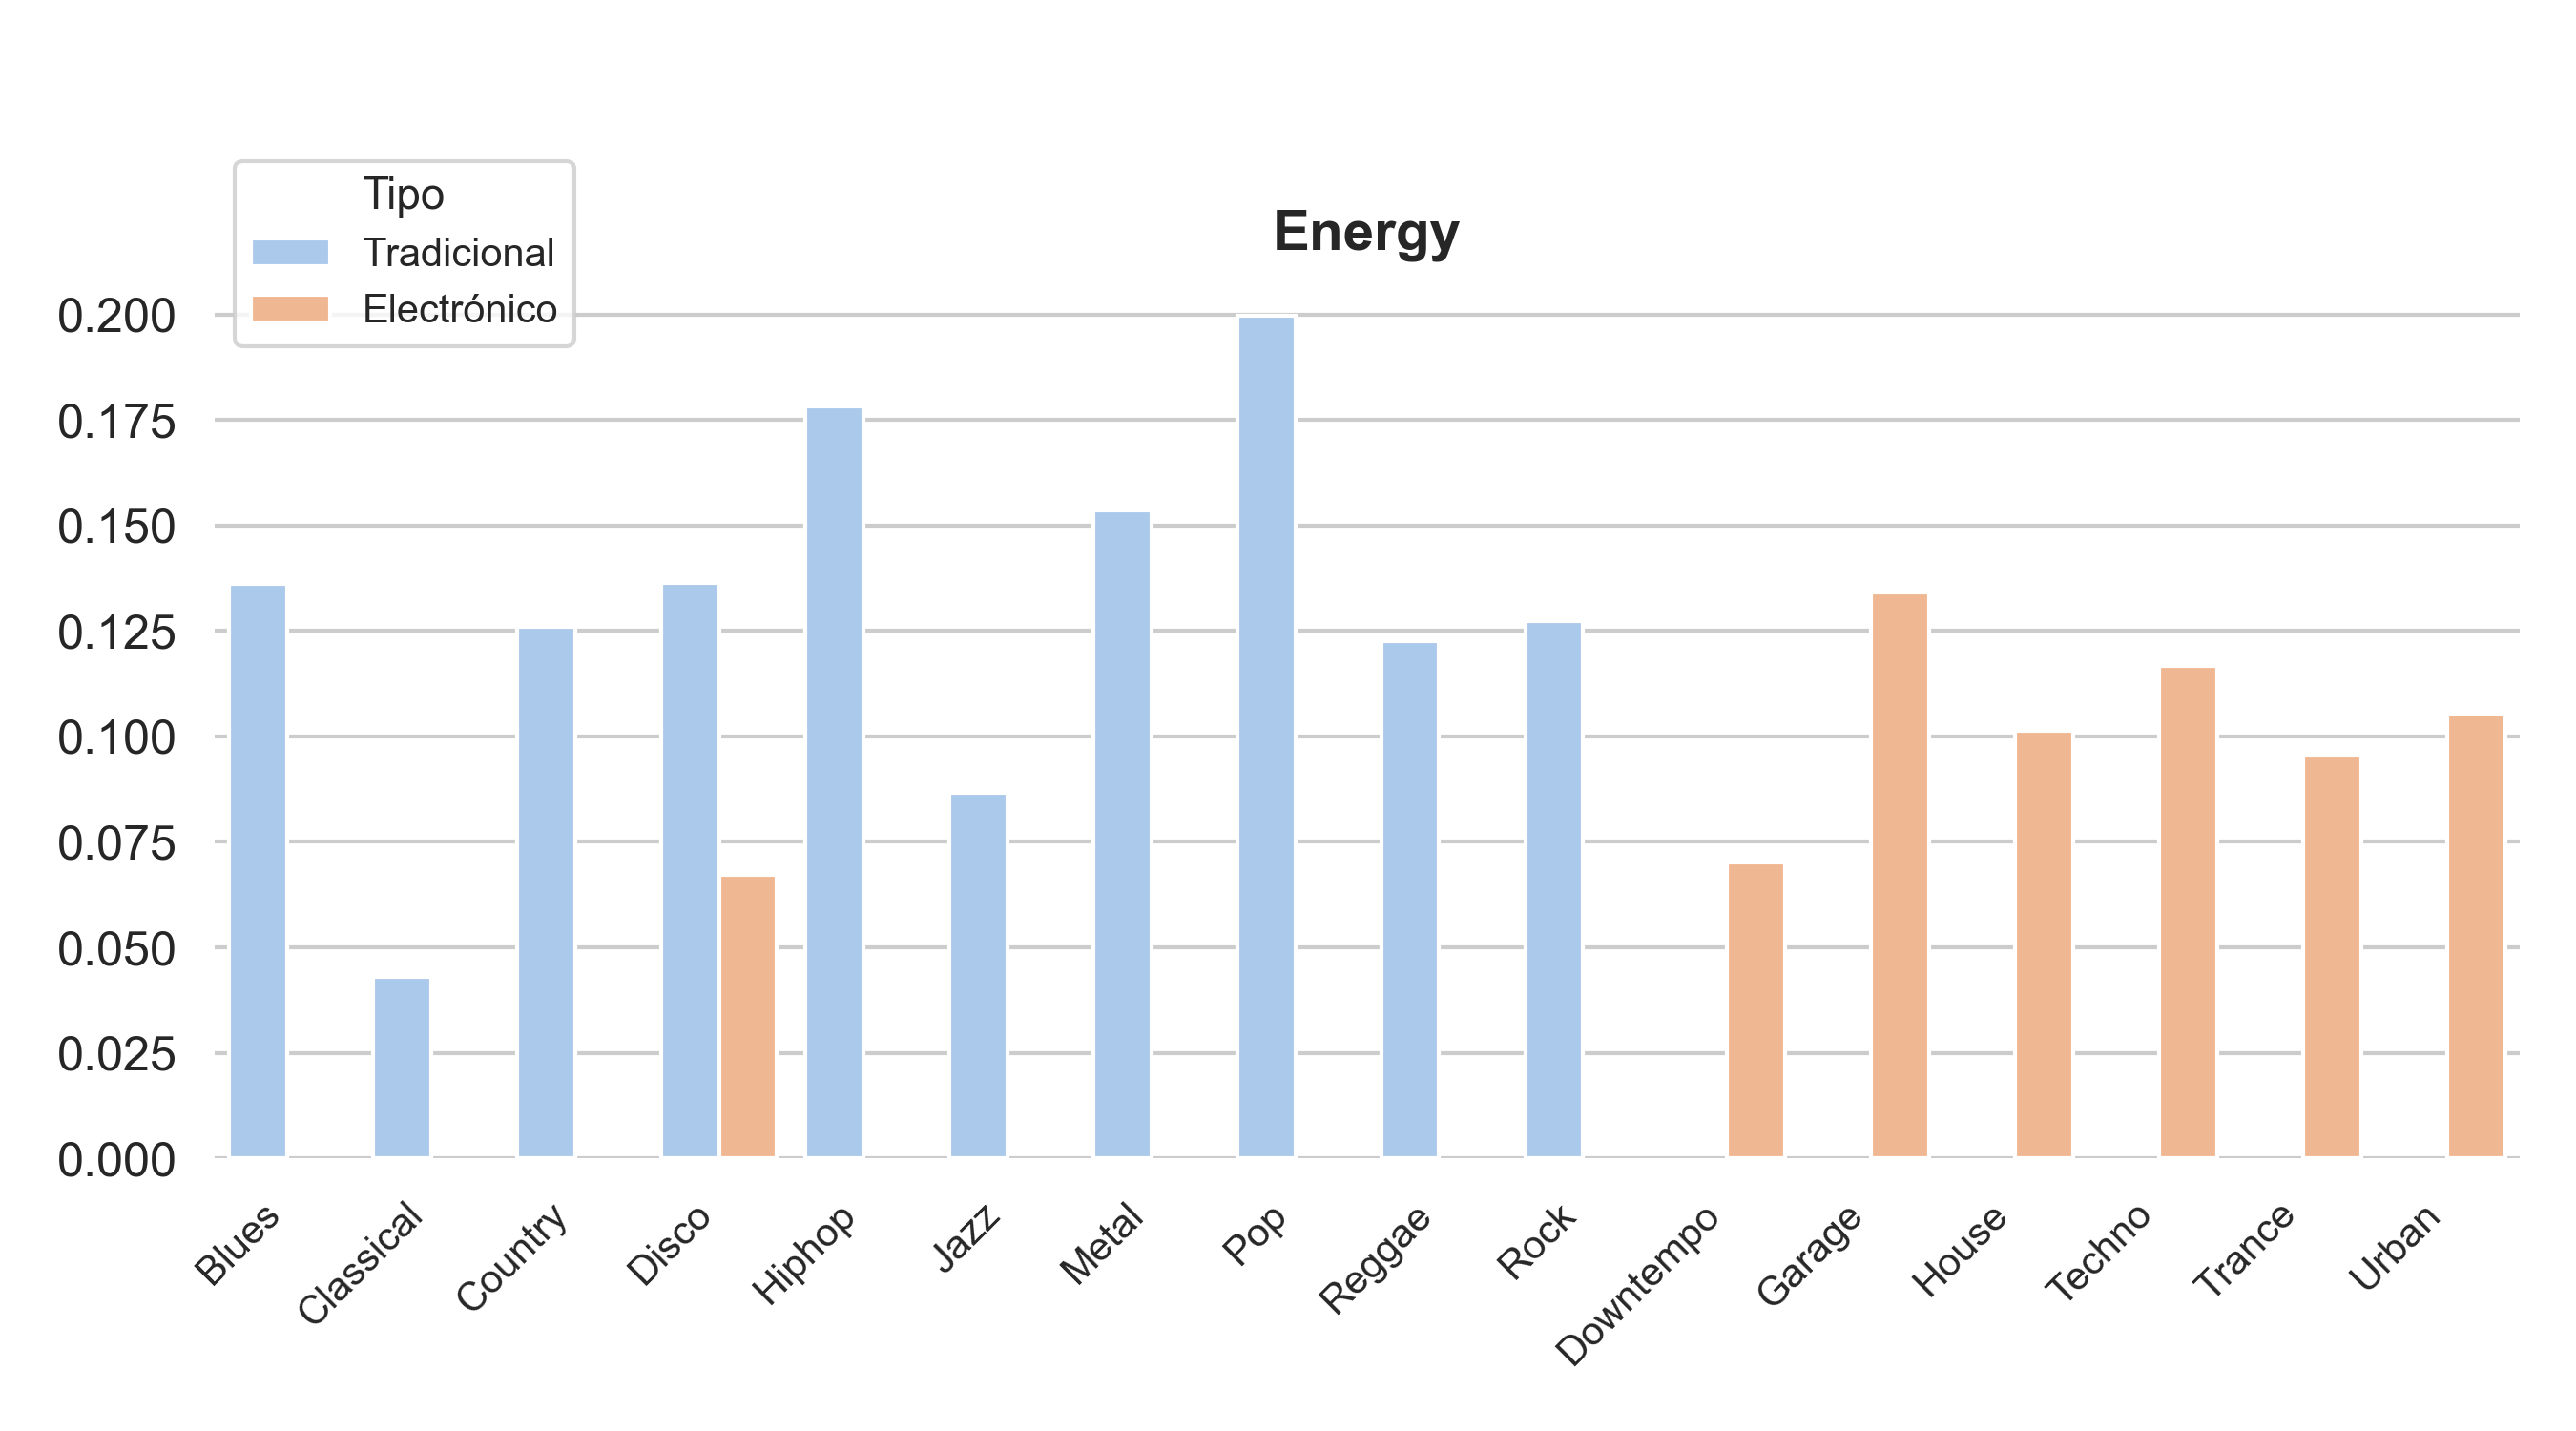 Tipo
Tradicional
Electrónico
Energy
0.200
0.175
0.150
0.125
0.100
0.075
0.050
0.025
0.000
Blues
Classical
Country
Disco
Hiphop
Jazz
Metal
Pop
Reggae
Rock
Downtempo
Garage
House
Techno
Trance
Urban